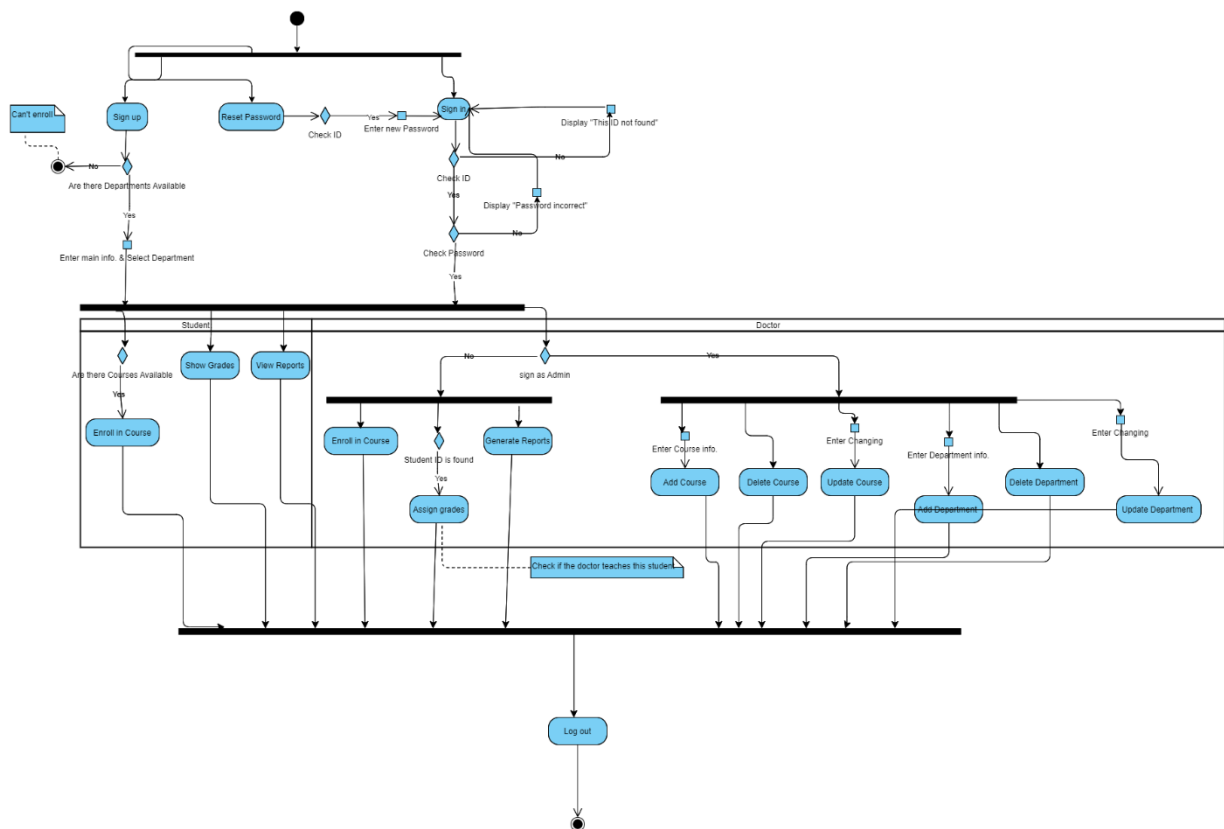 Can't enroll
Sign up
Reset Password
Sign in
Yes
Check ID
Enter new Password
Display "This ID not found"
No
No
Are there Departments Available
Check ID
Yes
Display "Password incorrect"
Yes
No
Enter main info. & Select Department
Check Password
Yes
Student
Doctor
Are there Courses Available
Show Grades
View Reports
No
sign as Admin
Yes
Yes
Enroll in Course
Enroll in Course
Student ID is found
Generate Reports
Yes
Assign grades
Enter Course info.
Enter Changing
Enter Department info.
Enter Changing
Add Course
Delete Course
Update Course
Add Department
Delete Department
Update Department
Check if the doctor teaches this student
Log out